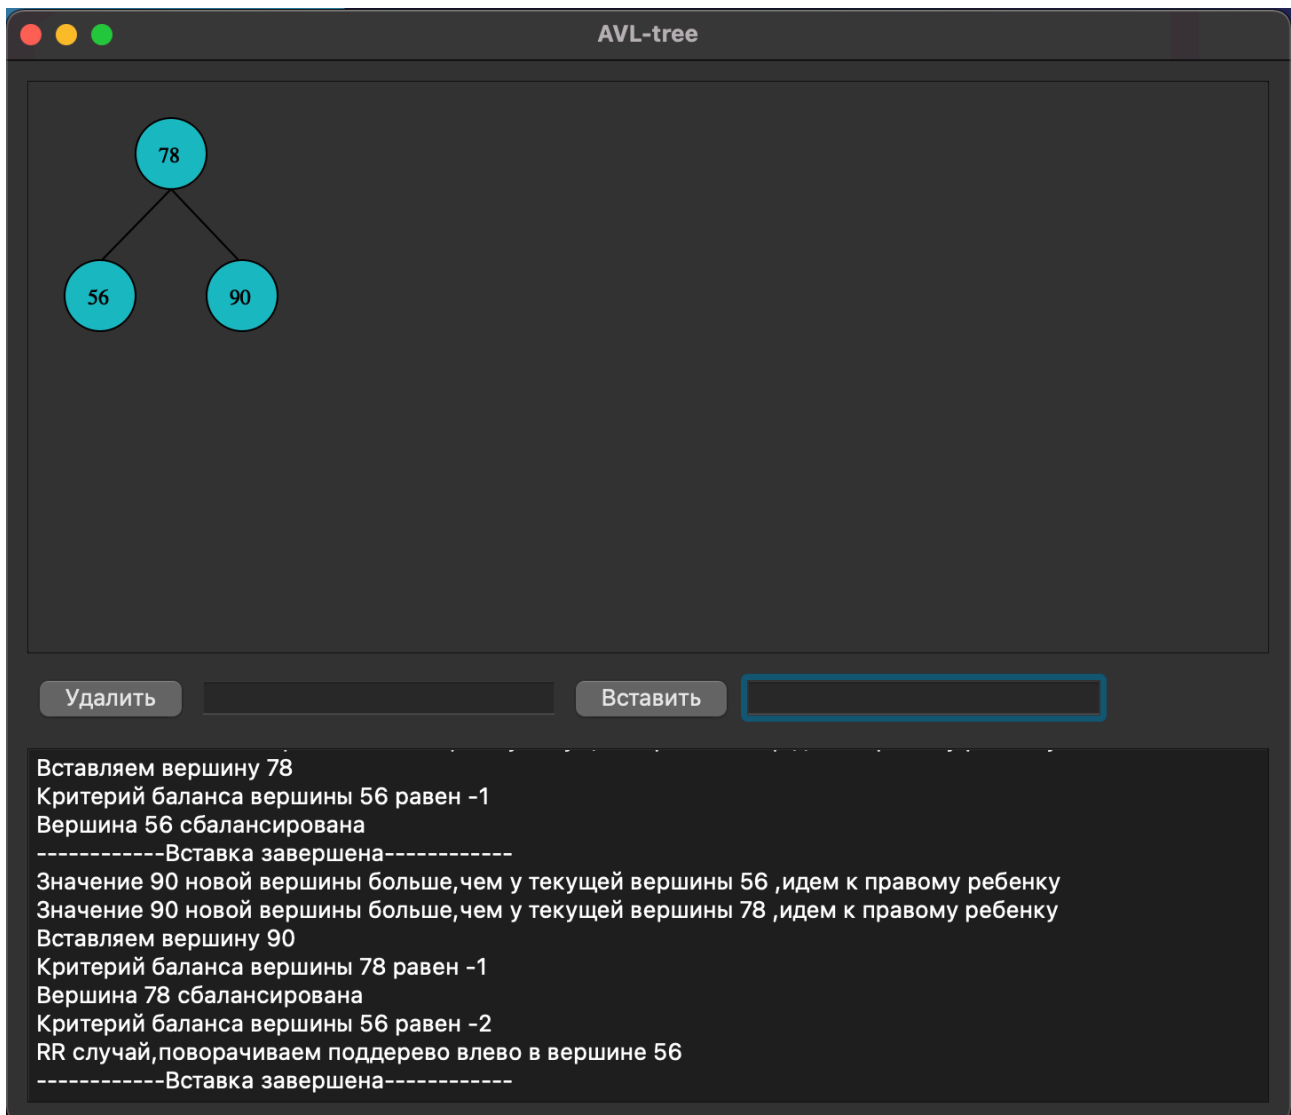 AVL-tree
78
56 90
Удалить Вставить
Вставляем вершину 78
Критерий баланса вершины 56 равен -1
Вершина 56 сбалансирована
------------Вставка завершена------------
Значение 90 новой вершины больше,чем у текущей вершины 56 ,идем к правому ребенку
Значение 90 новой вершины больше,чем у текущей вершины 78 ,идем к правому ребенку
Вставляем вершину 90
Критерий баланса вершины 78 равен -1
Вершина 78 сбалансирована
Критерий баланса вершины 56 равен -2
RR случай,поворачиваем поддерево влево в вершине 56
------------Вставка завершена------------